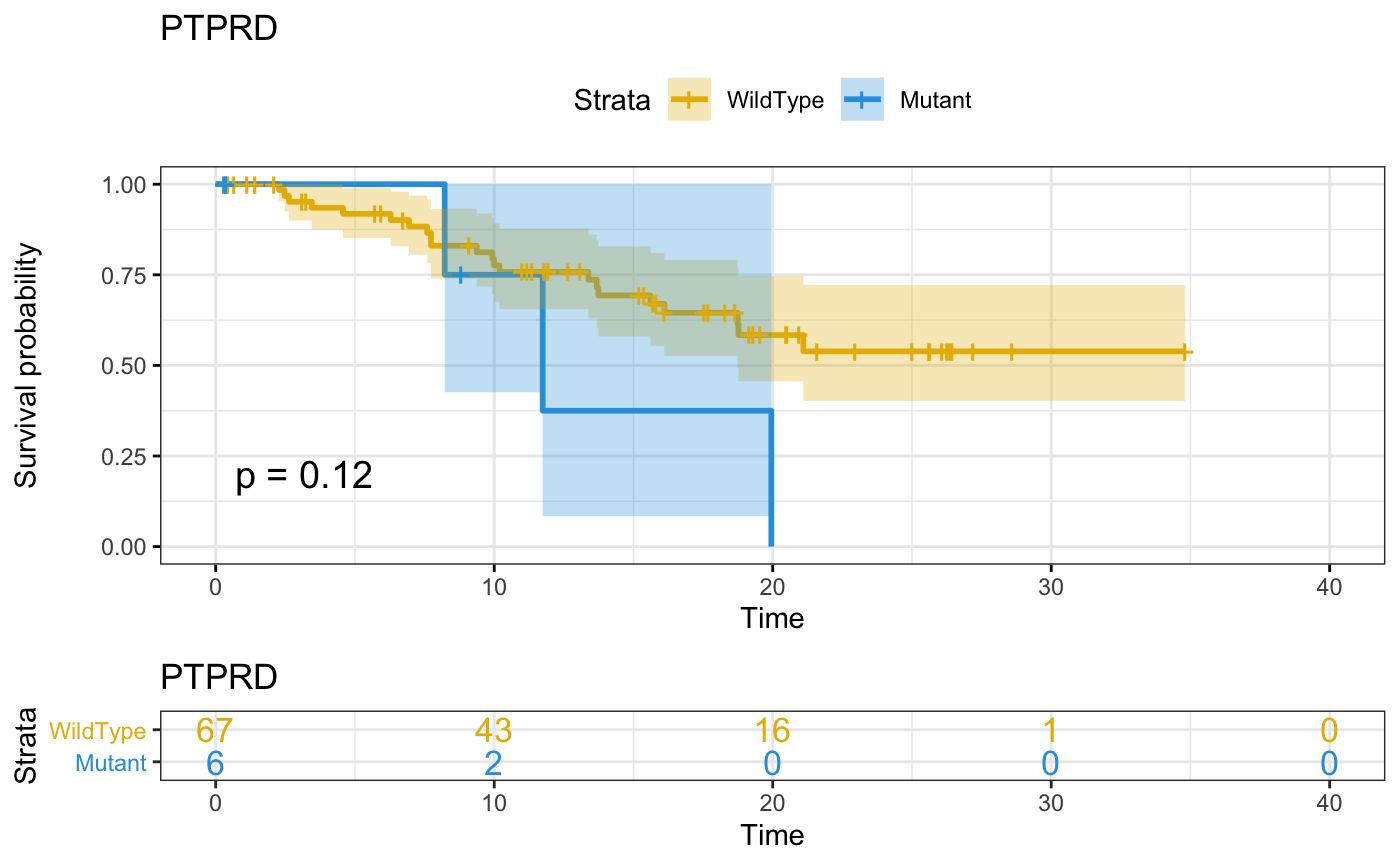 PTPRD
Strata WildType Mutant
Survival probability
1.00
0.75
0.50
0.25
0.00
p = 0.12
0 10 20 30 40
Time
PTPRD
Strata
WildType 67 43 16 1 0
Mutant 6 2 0 0 0
0 10 20 30 40
Time